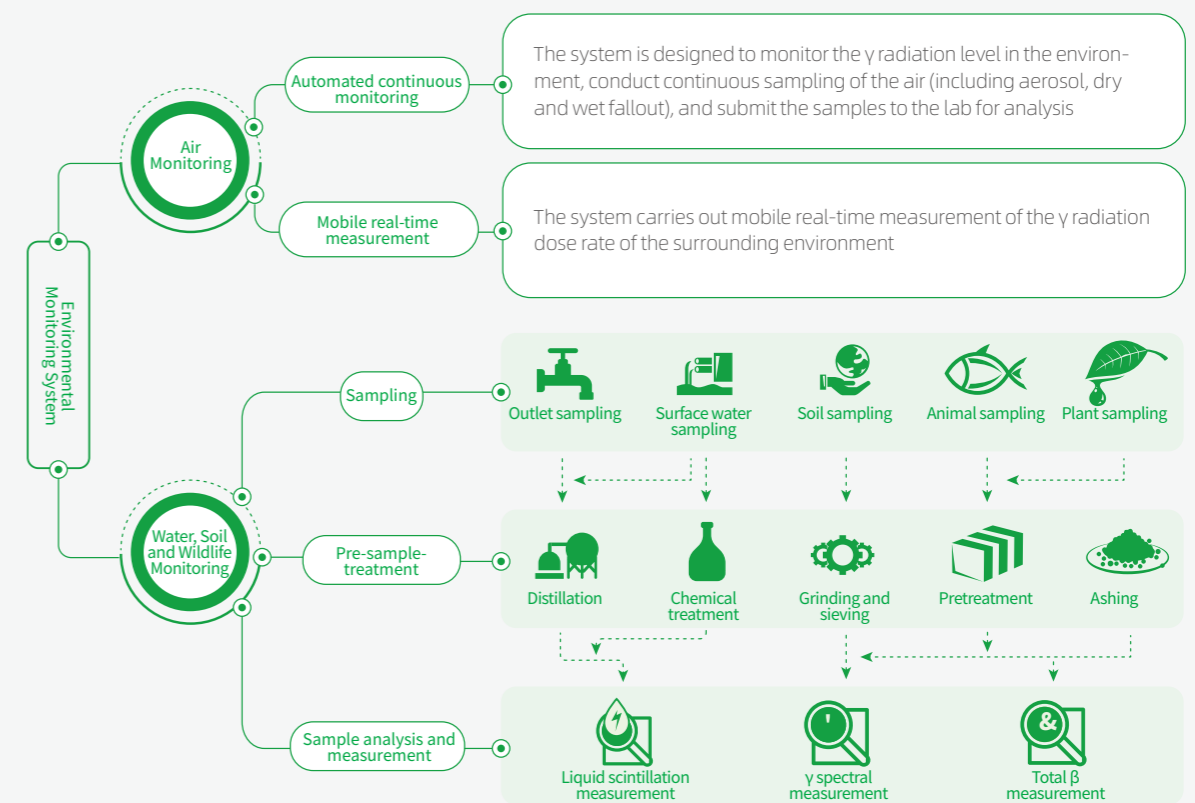 Environmental
Monitoring System
Air
Monitoring
Automated continuous
monitoring
The system is designed to monitor the γ radiation level in the environ-
ment, conduct continuous sampling of the air (including aerosol, dry
and wet fallout), and submit the samples to the lab for analysis
Mobile real-time
measurement
The system carries out mobile real-time measurement of the γ radiation
dose rate of the surrounding environment
Water, Soil
and Wildlife
Monitoring
Sampling
Outlet sampling
Surface water
sampling
Soil sampling
Animal sampling
Plant sampling
Pre-sample-
treatment
Distillation
Chemical
treatment
Grinding and
sieving
Pretreatment
Ashing
Sample analysis and
measurement
'
&
Liquid scintillation
measurement
γ spectral
measurement
Total β
measurement